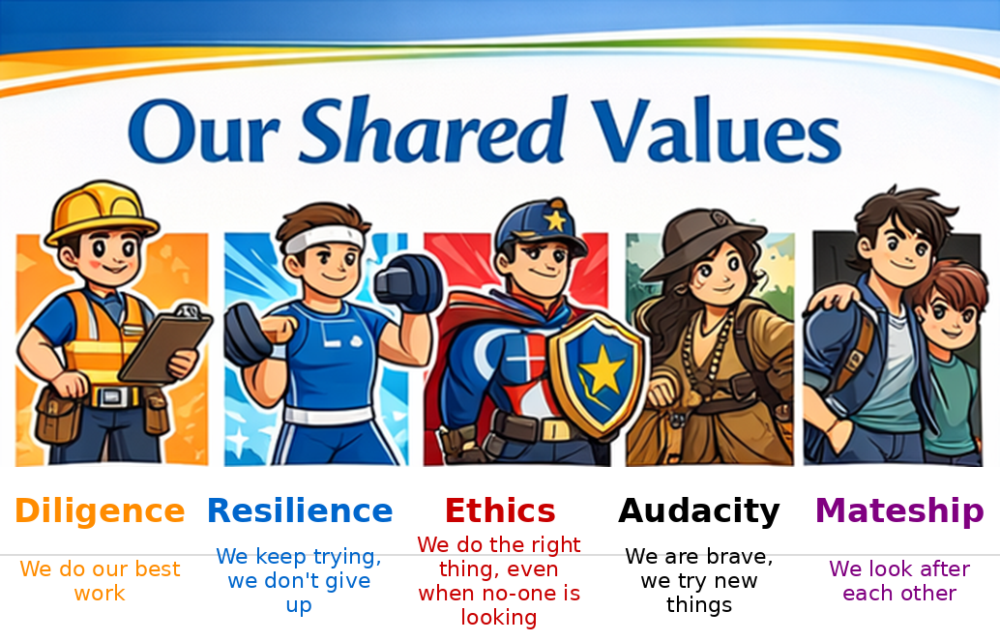 Our Shared Values
Diligence
We do our best
work
Resilience
We keep trying,
we don't give
up
Ethics
We do the right
thing, even
when no-one is
looking
Audacity
We are brave,
we try new
things
Mateship
We look after
each other